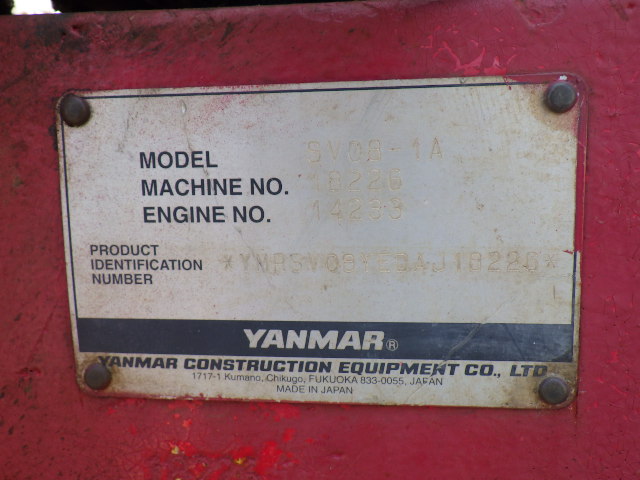 MODEL SV08-1A
MACHINE NO. 18226
ENGINE NO. 14233
PRODUCT IDENTIFICATION NUMBER
YANMAR®
YANMAR CONSTRUCTION EQUIPMENT CO., LTD
1717-1 Kumano, Chikugo, FUKUOKA 833-0055, JAPAN
MADE IN JAPAN